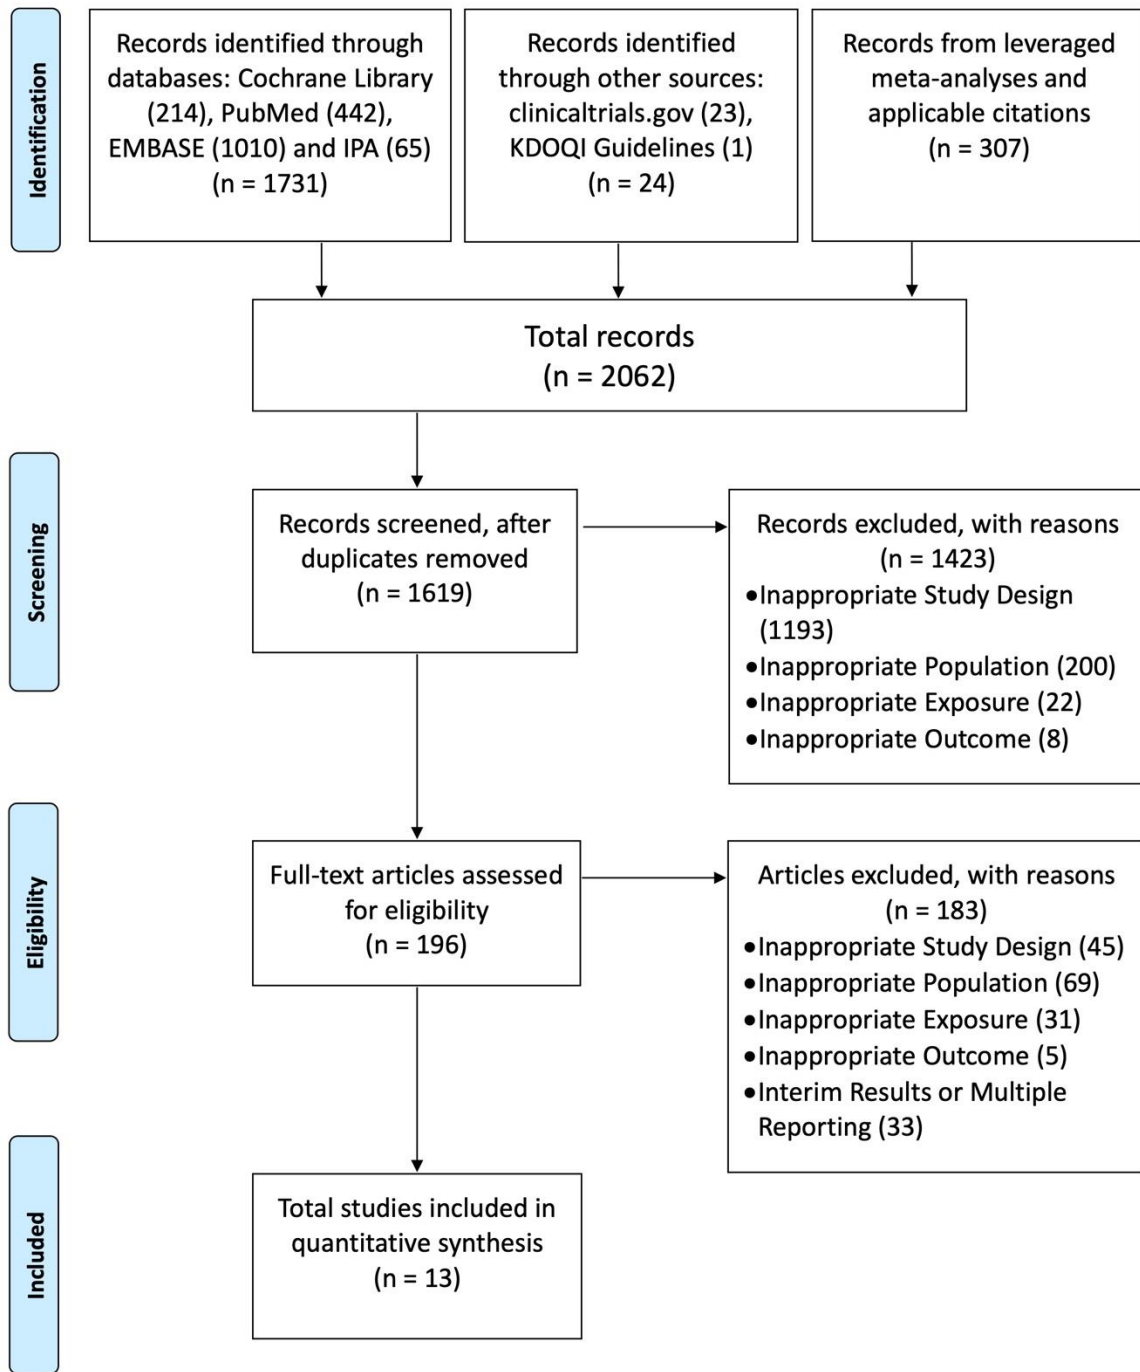 Identification
Records identified through
databases: Cochrane Library
(214), PubMed (442),
EMBASE (1010) and IPA (65)
(n = 1731)
Records identified
through other sources:
clinicaltrials.gov (23),
KDOQI Guidelines (1)
(n = 24)
Records from leveraged
meta-analyses and
applicable citations
(n = 307)
Total records
(n = 2062)
Screening
Records screened, after
duplicates removed
(n = 1619)
Records excluded, with reasons
(n = 1423)
•Inappropriate Study Design
(1193)
•Inappropriate Population (200)
•Inappropriate Exposure (22)
•Inappropriate Outcome (8)
Eligibility
Full-text articles assessed
for eligibility
(n = 196)
Articles excluded, with reasons
(n = 183)
•Inappropriate Study Design (45)
•Inappropriate Population (69)
•Inappropriate Exposure (31)
•Inappropriate Outcome (5)
•Interim Results or Multiple
Reporting (33)
Included
Total studies included in
quantitative synthesis
(n = 13)